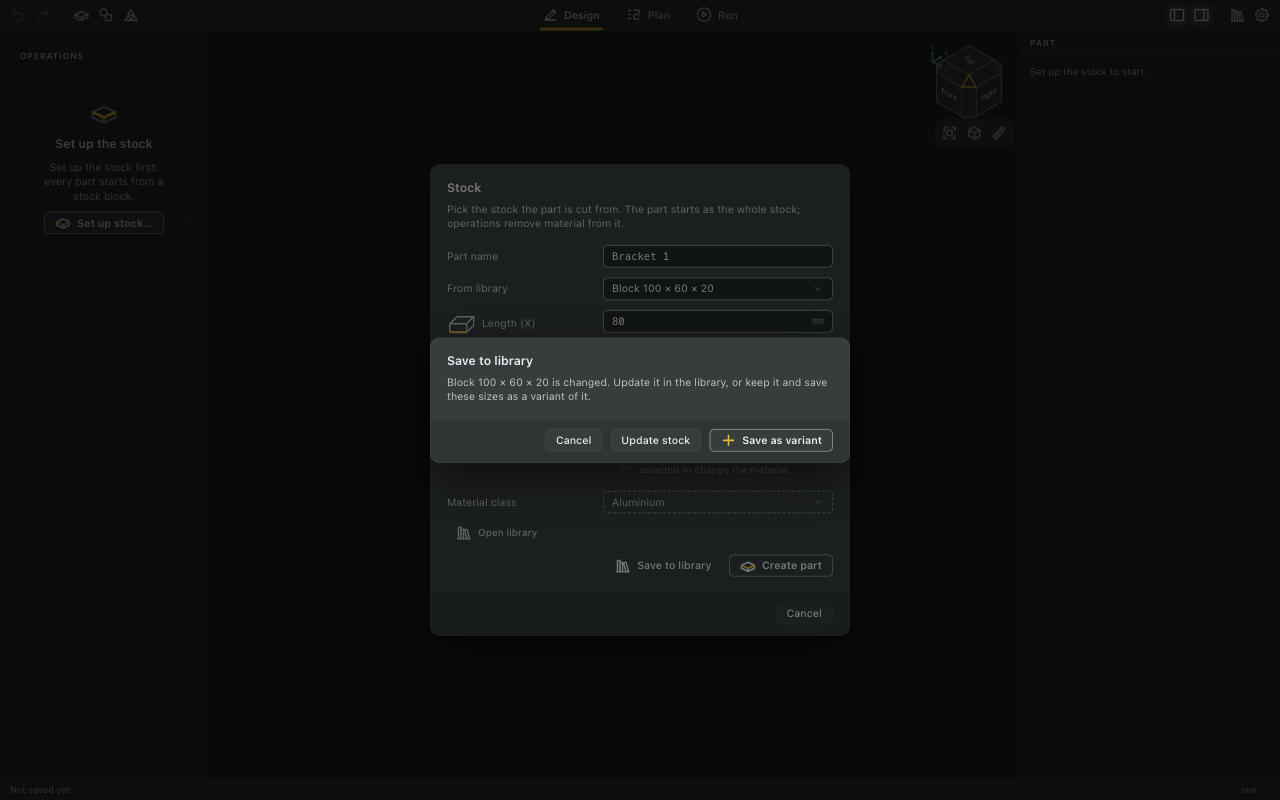 Design
Plan
Run
OPERATIONS
Set up the stock
Set up the stock first:
every part starts from a
stock block.
Set up stock...
Top
Front
Right
PART
Set up the stock to start.
Stock
Pick the stock the part is cut from. The part starts as the whole stock;
operations remove material from it.
Part name
Bracket 1
From library
Block 100 × 60 × 20
Length (X)
80
mm
Save to library
Block 100 × 60 × 20 is changed. Update it in the library, or keep it and save
these sizes as a variant of it.
Cancel
Update stock
Save as variant
selected to change the material.
Material class
Aluminium
Open library
Save to library
Create part
Cancel
Not saved yet
mm